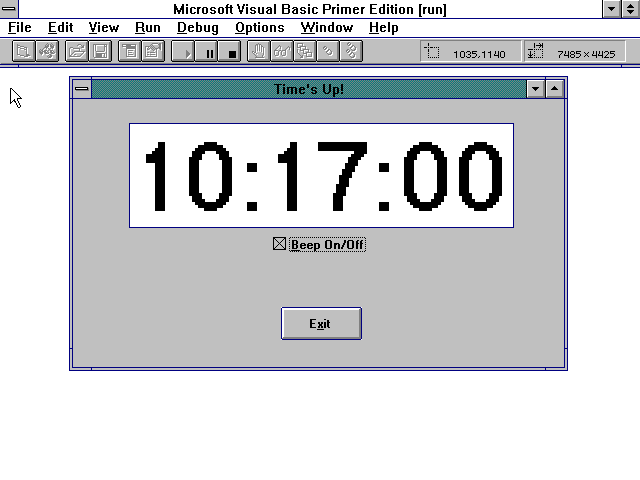 Microsoft Visual Basic Primer Edition [run]
File Edit View Run Debug Options Window Help
1035,1140 7485×4425
Time's Up!
10:17:00
Beep On/Off
Exit